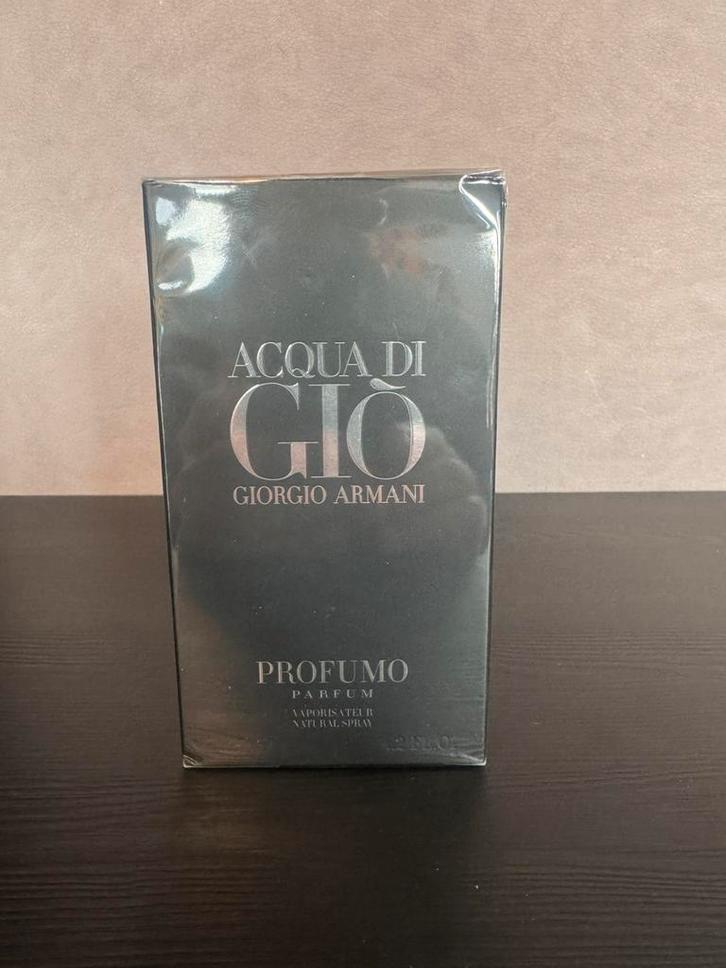 ACQUA DI
GIÒ
GIORGIO ARMANI
PROFUMO
PARFUM
VAPORISATEUR
NATURAL SPRAY